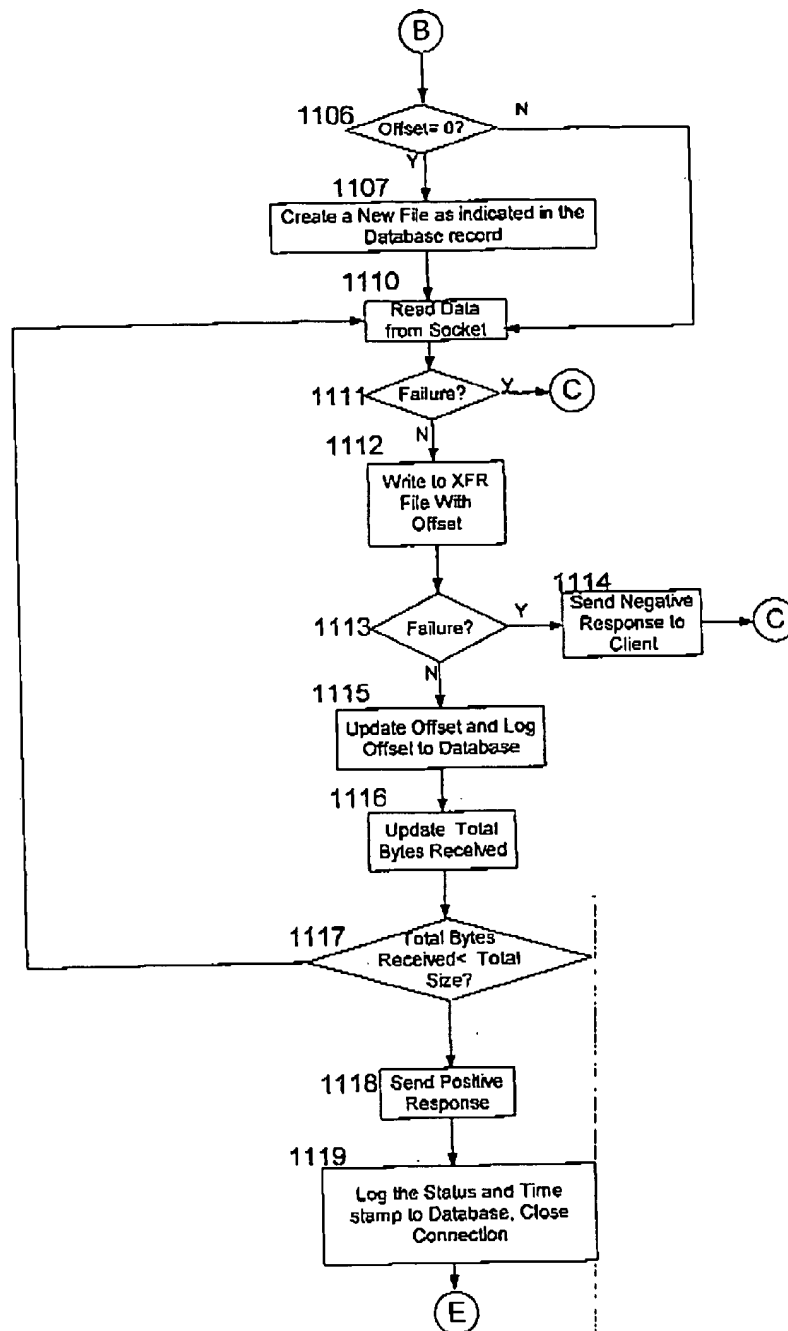 B
1106
Offset= 0?
N
Y
1107
Create a New File as indicated in the
Database record
1110
Read Data
from Socket
1111
Failure?
Y
C
N
1112
Write to XFR
File With
Offset
1113
Failure?
Y
1114
Send Negative
Response to
Client
C
N
1115
Update Offset and Log
Offset to Database
1116
Update Total
Bytes Received
1117
Total Bytes
Received< Total
Size?
1118
Send Positive
Response
1119
Log the Status and Time
stamp to Database, Close
Connection
E